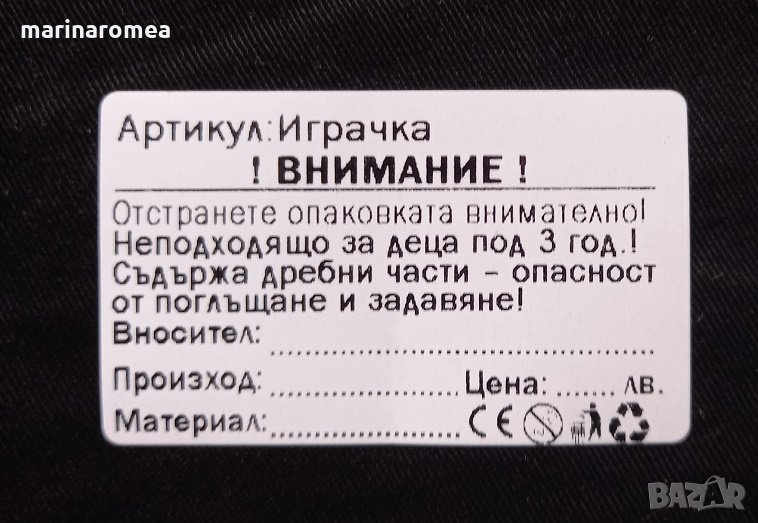 marinaromea
Артикул: Играчка
! ВНИМАНИЕ !
Отстранете опаковката внимателно!
Неподходящо за деца под 3 год.!
Съдържа дребни части – опасност
от поглъщане и задавяне!
Вносител:..........................................
Произход:....................Цена:.......лв.
Материал:.................... CE
BAZAR